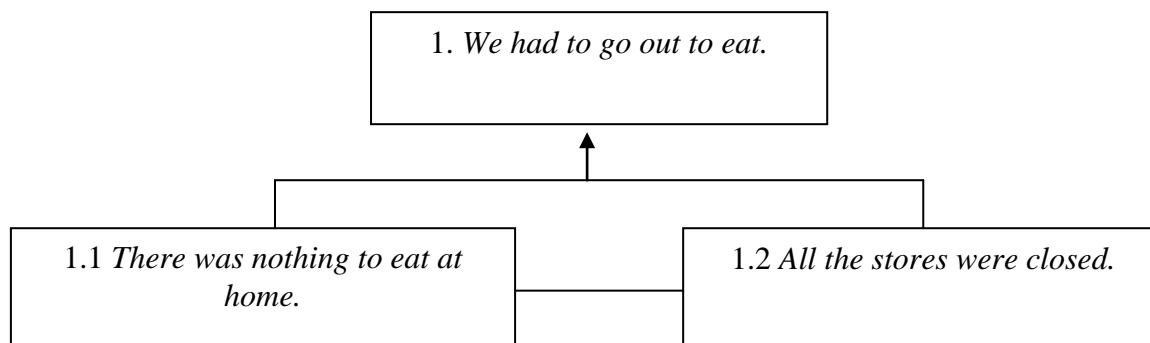 1. We had to go out to eat.
1.1 There was nothing to eat at
home.
1.2 All the stores were closed.